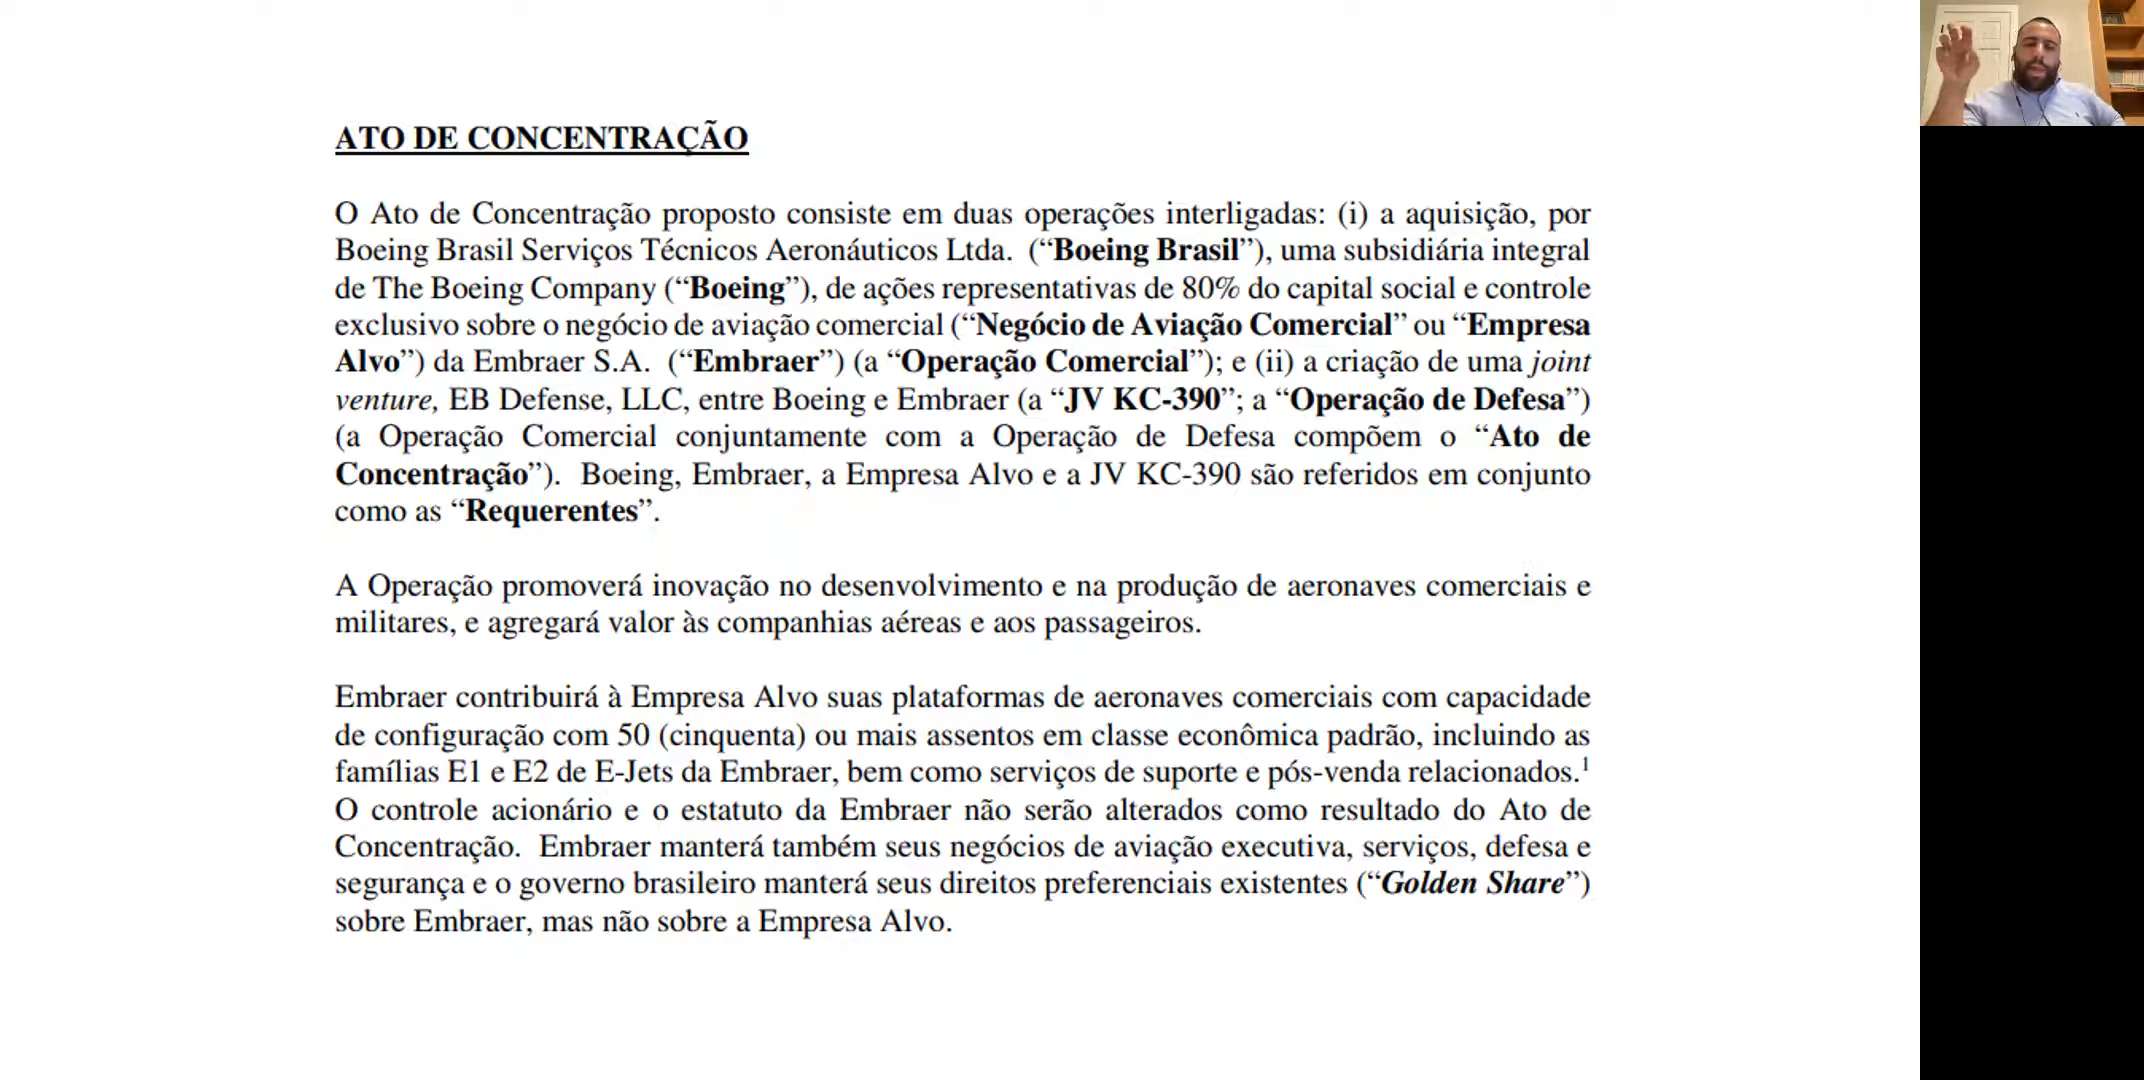 ATO DE CONCENTRAÇÃO
O Ato de Concentração proposto consiste em duas operações interligadas: (i) a aquisição, por
Boeing Brasil Serviços Técnicos Aeronáuticos Ltda. (“Boeing Brasil”), uma subsidiária integral
de The Boeing Company (“Boeing”), de ações representativas de 80% do capital social e controle
exclusivo sobre o negócio de aviação comercial (“Negócio de Aviação Comercial” ou “Empresa
Alvo”) da Embraer S.A. (“Embraer”) (a “Operação Comercial”); e (ii) a criação de uma joint
venture, EB Defense, LLC, entre Boeing e Embraer (a “JV KC-390”; a “Operação de Defesa”)
(a Operação Comercial conjuntamente com a Operação de Defesa compõem o “Ato de
Concentração”). Boeing, Embraer, a Empresa Alvo e a JV KC-390 são referidos em conjunto
como as “Requerentes”.
A Operação promoverá inovação no desenvolvimento e na produção de aeronaves comerciais e
militares, e agregará valor às companhias aéreas e aos passageiros.
Embraer contribuirá à Empresa Alvo suas plataformas de aeronaves comerciais com capacidade
de configuração com 50 (cinquenta) ou mais assentos em classe econômica padrão, incluindo as
famílias E1 e E2 de E-Jets da Embraer, bem como serviços de suporte e pós-venda relacionados.¹
O controle acionário e o estatuto da Embraer não serão alterados como resultado do Ato de
Concentração. Embraer manterá também seus negócios de aviação executiva, serviços, defesa e
segurança e o governo brasileiro manterá seus direitos preferenciais existentes (“Golden Share”)
sobre Embraer, mas não sobre a Empresa Alvo.